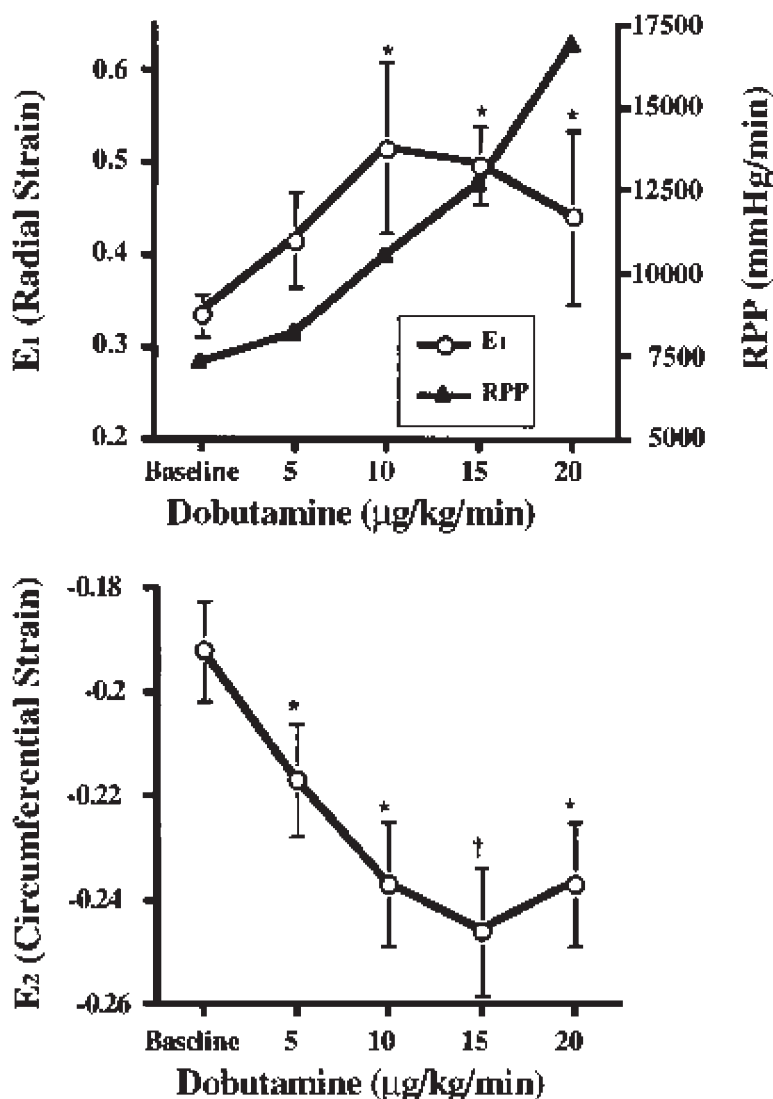 E1 (Radial Strain)
0.6
0.5
0.4
0.3
0.2
*
*
*
17500
15000
12500
10000
7500
5000
RPP (mmHg/min)
E1
RPP
Baseline 5 10 15 20
Dobutamine (μg/kg/min)
E2 (Circumferential Strain)
-0.18
-0.2
-0.22
-0.24
-0.26
*
*
†
*
Baseline 5 10 15 20
Dobutamine (μg/kg/min)